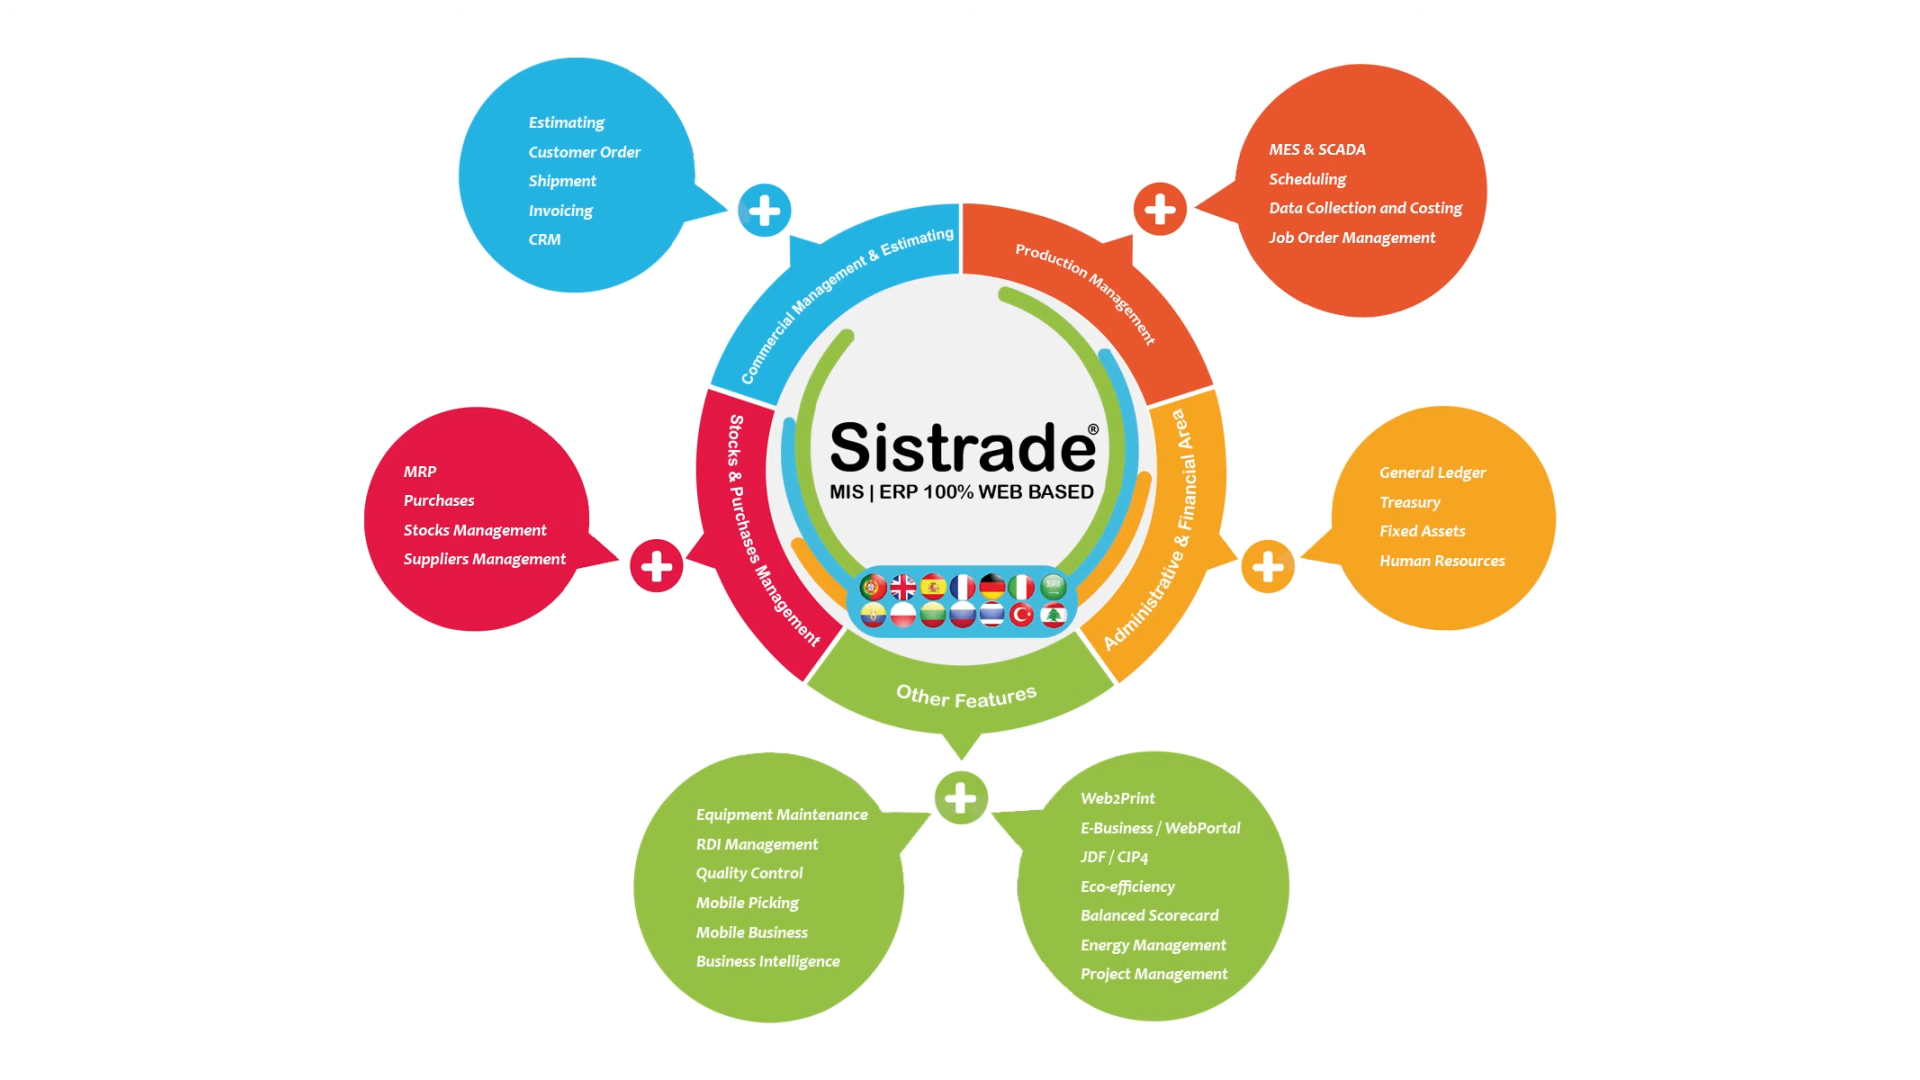 Estimating
Customer Order
Shipment
Invoicing
CRM
MES & SCADA
Scheduling
Data Collection and Costing
Job Order Management
Commercial Management & Estimating
Production Management
Stocks & Purchases Management
Administrative & Financial Area
Other Features
Sistrade®
MIS | ERP 100% WEB BASED
MRP
Purchases
Stocks Management
Suppliers Management
General Ledger
Treasury
Fixed Assets
Human Resources
Equipment Maintenance
RDI Management
Quality Control
Mobile Picking
Mobile Business
Business Intelligence
Web2Print
E-Business / WebPortal
JDF / CIP4
Eco-efficiency
Balanced Scorecard
Energy Management
Project Management